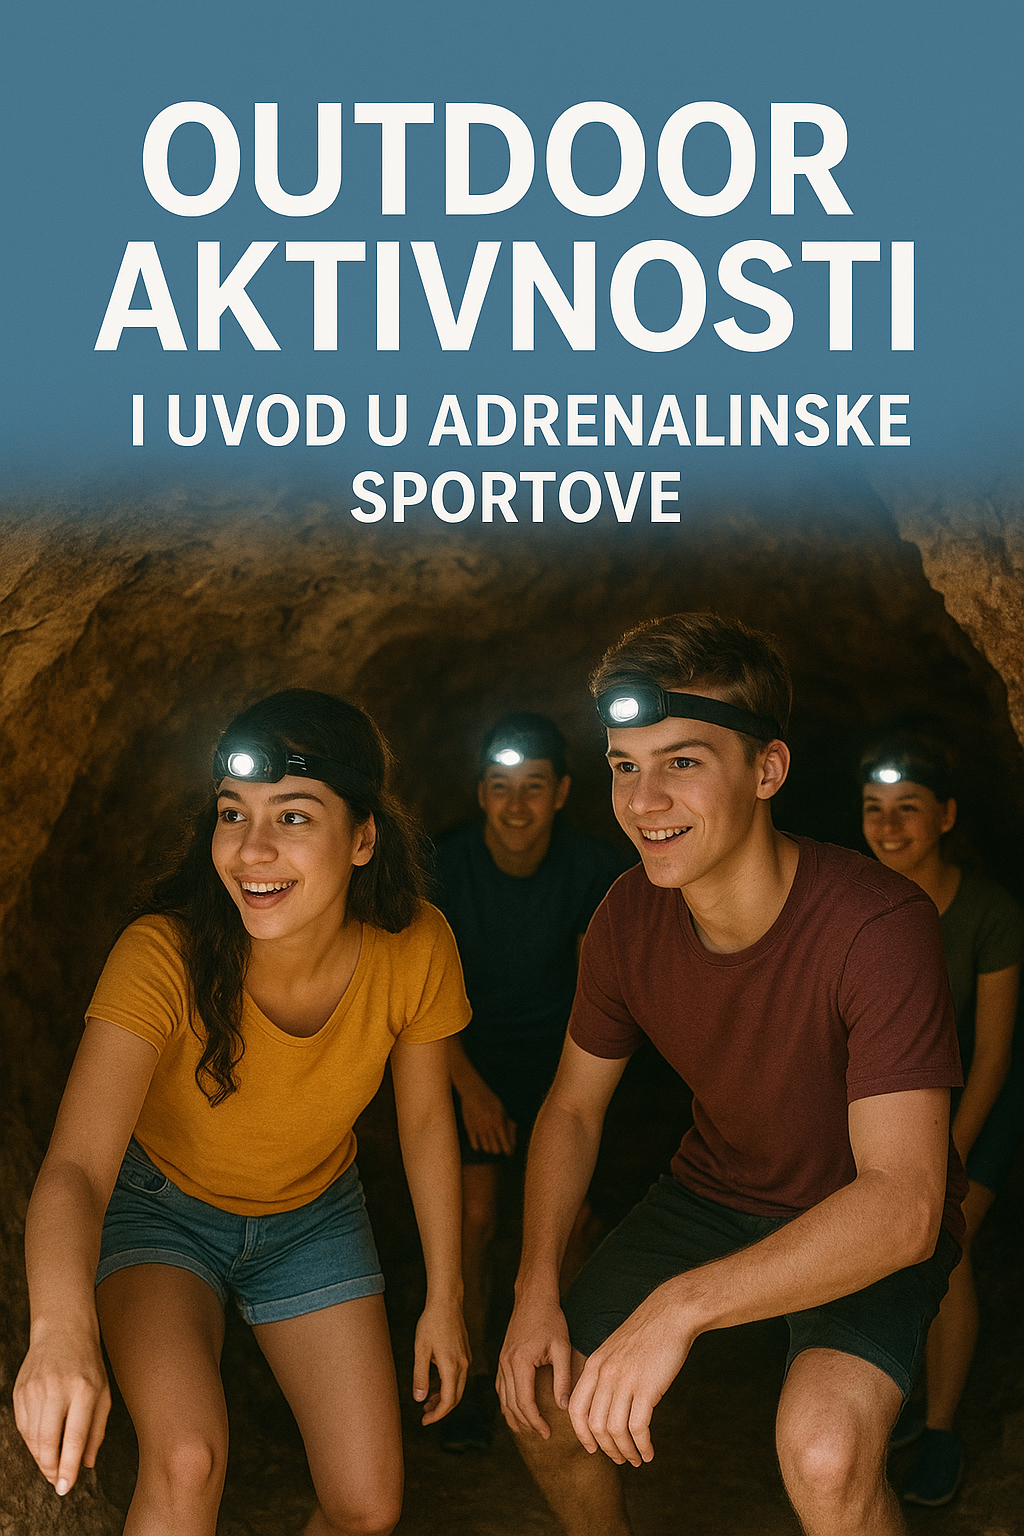 OUTDOOR
AKTIVNOSTI
I UVOD U ADRENALINSKE
SPORTOVE